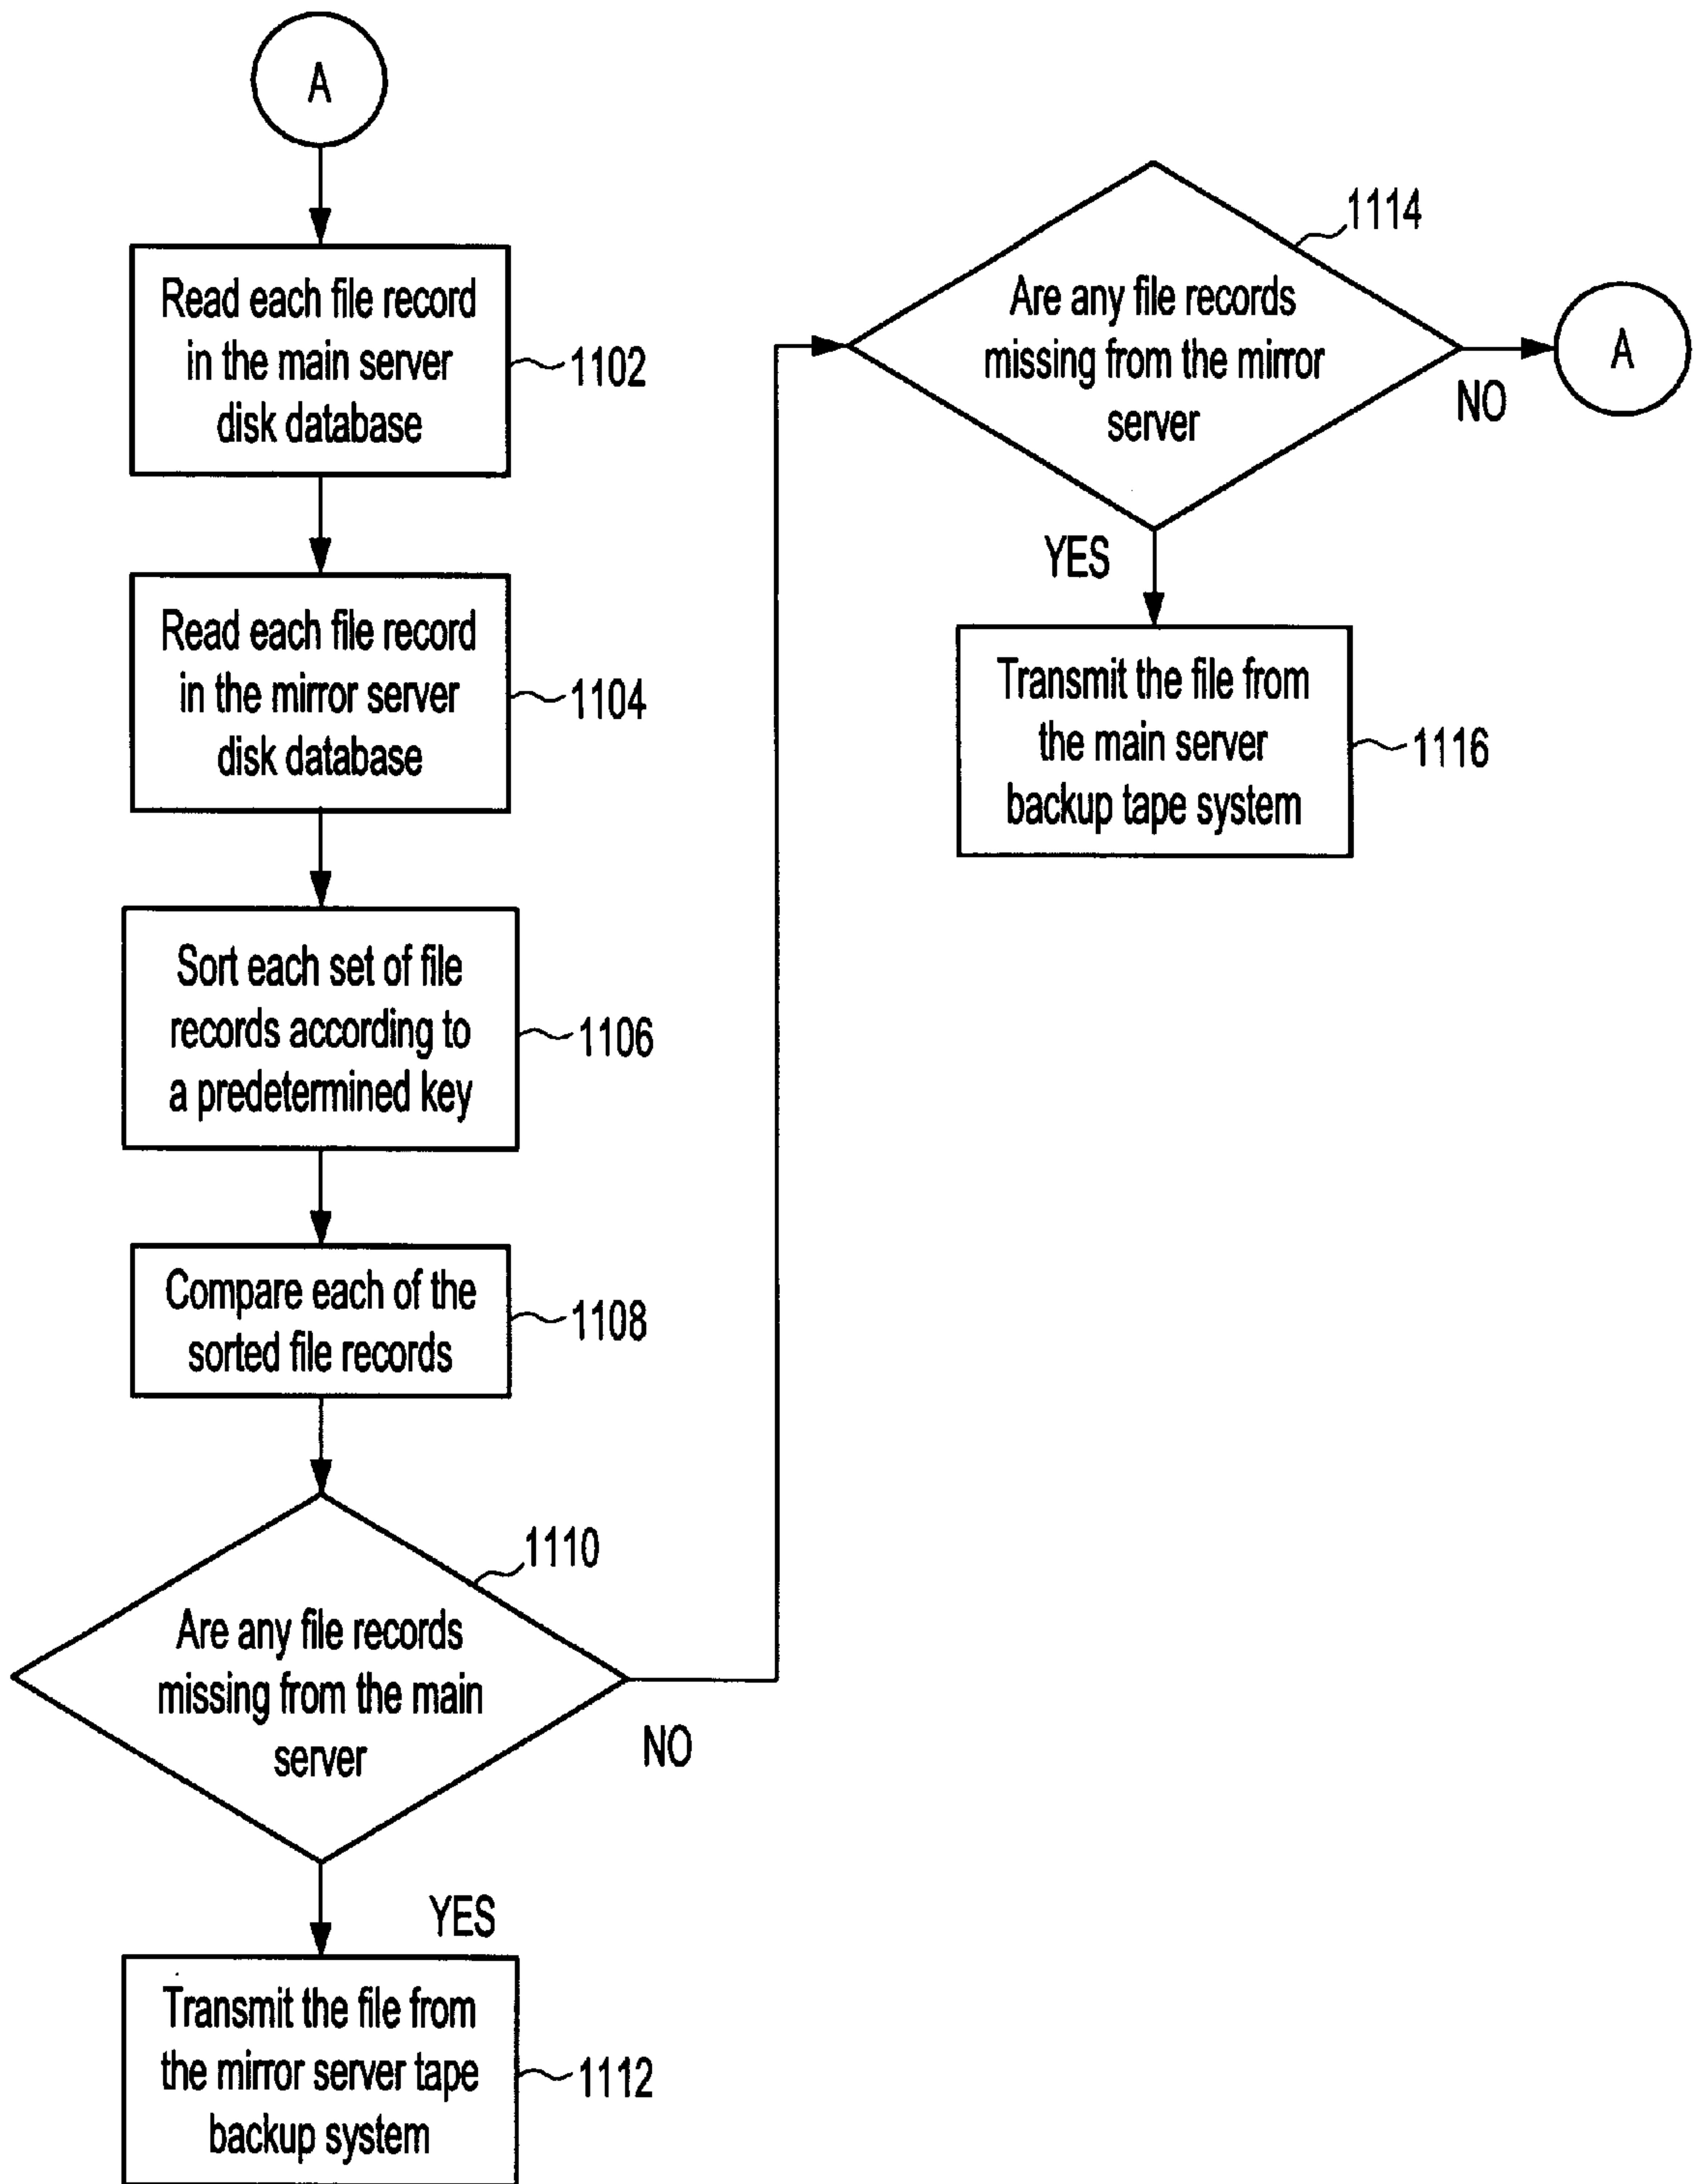 A
Read each file record
in the main server
disk database
1102
Read each file record
in the mirror server
disk database
1104
Sort each set of file
records according to
a predetermined key
1106
Compare each of the
sorted file records
1108
1110
Are any file records
missing from the main
server
NO
YES
Transmit the file from
the mirror server tape
backup system
1112
1114
Are any file records
missing from the mirror
server
NO
A
YES
Transmit the file from
the main server
backup tape system
1116